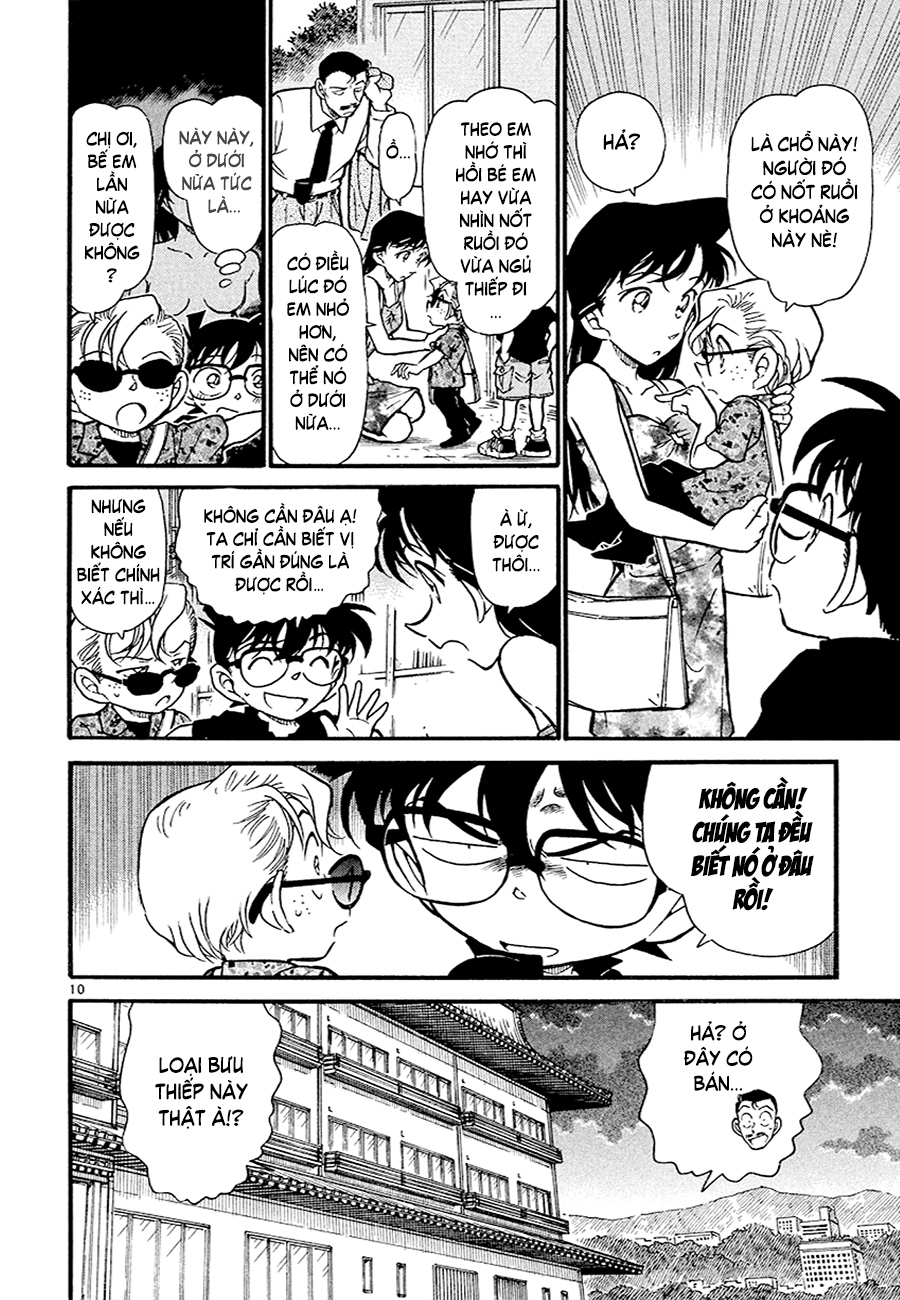 LÀ CHỖ NÀY!
NGƯỜI ĐÓ
CÓ NỐT RUỒI
Ở KHOẢNG
NÀY NÈ!
HẢ?
THEO EM
NHỚ THÌ
HỒI BÉ EM
HAY VỪA
NHÌN NỐT
RUỒI ĐÓ
VỪA NGỦ
THIẾP ĐI
...
Ồ...
CÓ ĐIỀU
LÚC ĐÓ
EM NHỎ
HƠN,
NÊN CÓ
THỂ NÓ
Ở DƯỚI
NỮA...
NÀY NÀY,
Ở DƯỚI
NỮA TỨC
LÀ...
CHỊ ƠI,
BẾ EM
LẦN
NỮA
ĐƯỢC
KHÔNG
?
À Ừ,
ĐƯỢC
THÔI...
KHÔNG CẦN ĐÂU Ạ!
TA CHỈ CẦN BIẾT VỊ
TRÍ GẦN ĐÚNG LÀ
ĐƯỢC RỒI...
NHƯNG
NẾU
KHÔNG
BIẾT CHÍNH
XÁC THÌ...
KHÔNG CẦN!
CHÚNG TA ĐỀU
BIẾT NÓ Ở ĐÂU
RỒI!
10
HẢ? Ở
ĐÂY CÓ
BÁN...
LOẠI BƯU
THIẾP NÀY
THẬT À!?